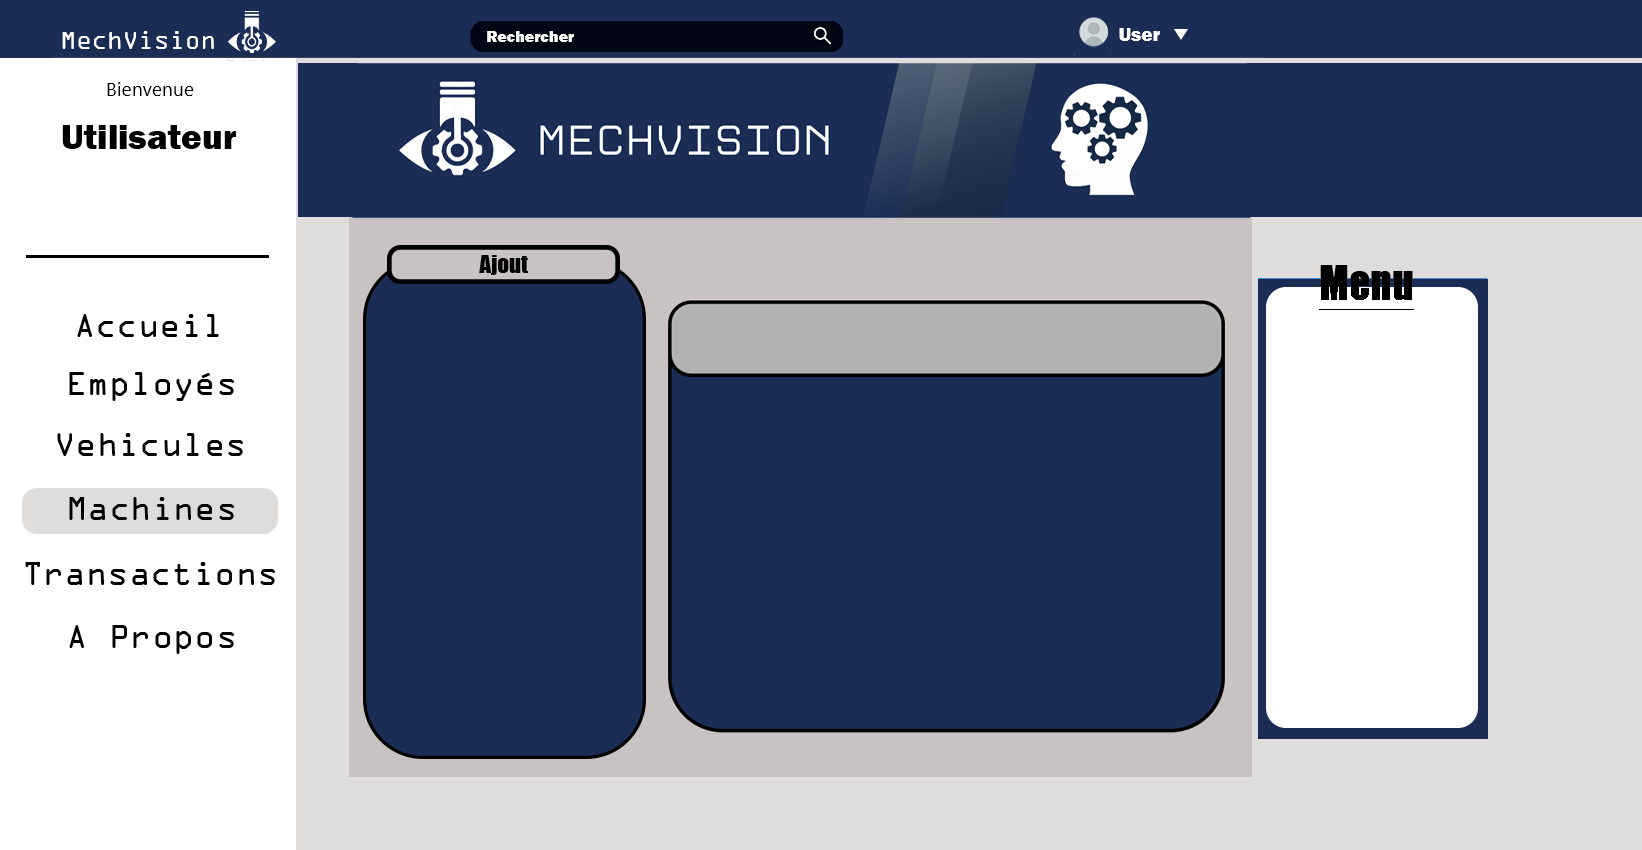 MechVision
Rechercher
User
Bienvenue
Utilisateur
MECHVISION
Accueil
Employés
Vehicules
Machines
Transactions
A Propos
Ajout
Menu